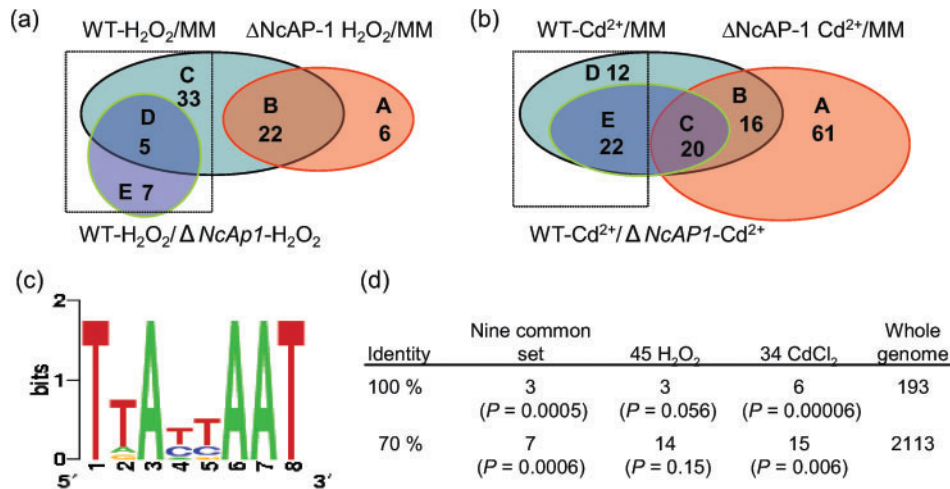 (a)
WT-H₂O₂/MM
ΔNcAP-1 H₂O₂/MM
C
33
D
5
B
22
A
6
E 7
WT-H₂O₂/Δ NcAp1-H₂O₂
(b)
WT-Cd²⁺/MM
ΔNcAP-1 Cd²⁺/MM
D 12
E
22
C
20
B
16
A
61
WT-Cd²⁺/Δ NcAP1-Cd²⁺
(c)
2
1
0
bits
T T A T T A A T
A C C
1 2 3 4 5 6 7 8
5′ 3′
(d)
Identity Nine common set 45 H₂O₂ 34 CdCl₂ Whole genome
100 % 3 3 6 193
(P = 0.0005) (P = 0.056) (P = 0.00006)
70 % 7 14 15 2113
(P = 0.0006) (P = 0.15) (P = 0.006)